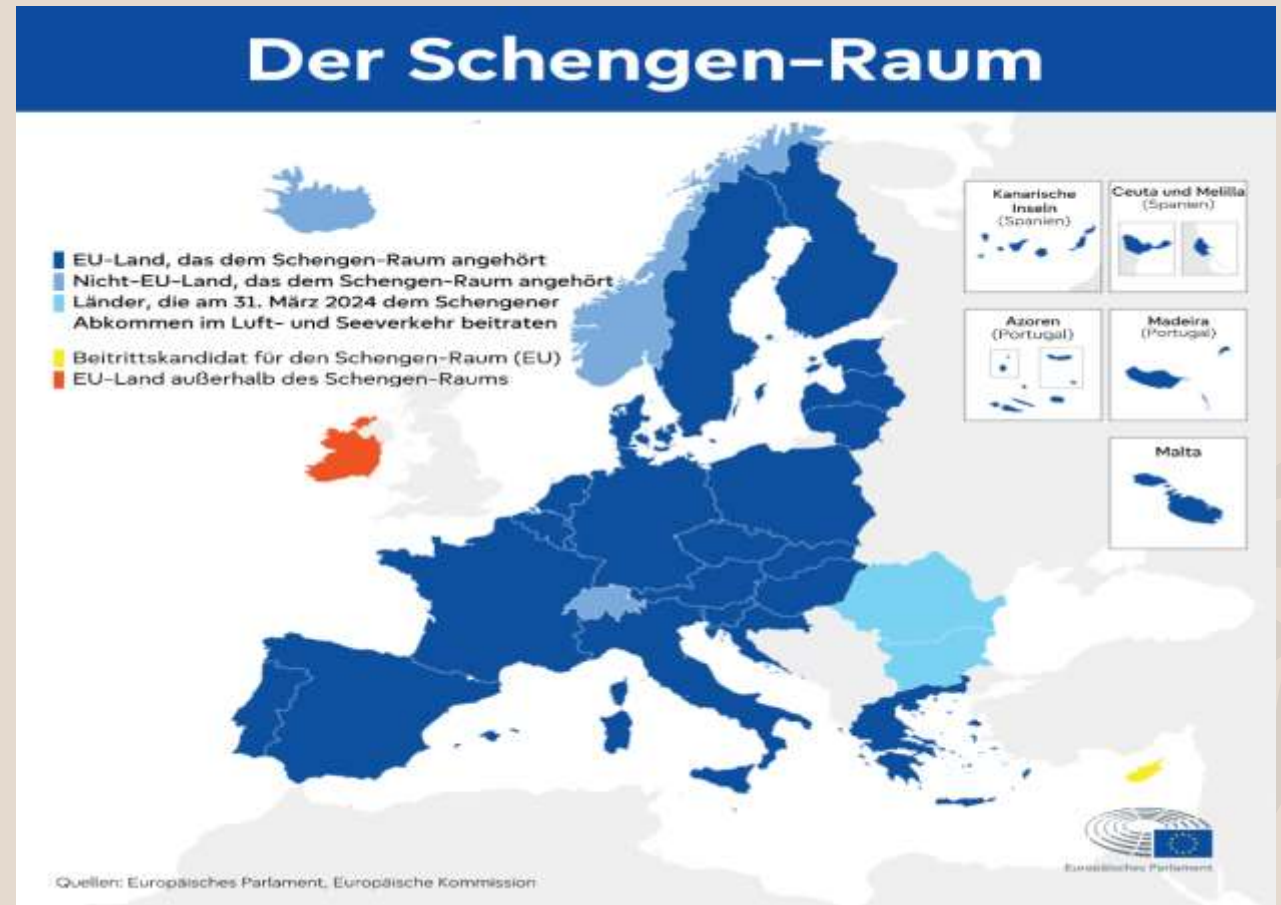 Der Schengen-Raum
EU-Land, das dem Schengen-Raum angehört
Nicht-EU-Land, das dem Schengen-Raum angehört
Länder, die am 31. März 2024 dem Schengener
Abkommen im Luft- und Seeverkehr beitraten
Beitrittskandidat für den Schengen-Raum (EU)
EU-Land außerhalb des Schengen-Raums
Kanarische
Inseln
(Spanien)
Ceuta und Melilla
(Spanien)
Azoren
(Portugal)
Madeira
(Portugal)
Malta
Europäisches Parlament
Quellen: Europäisches Parlament, Europäische Kommission